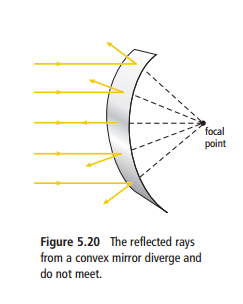 focal
point
Figure 5.20 The reflected rays
from a convex mirror diverge and
do not meet.